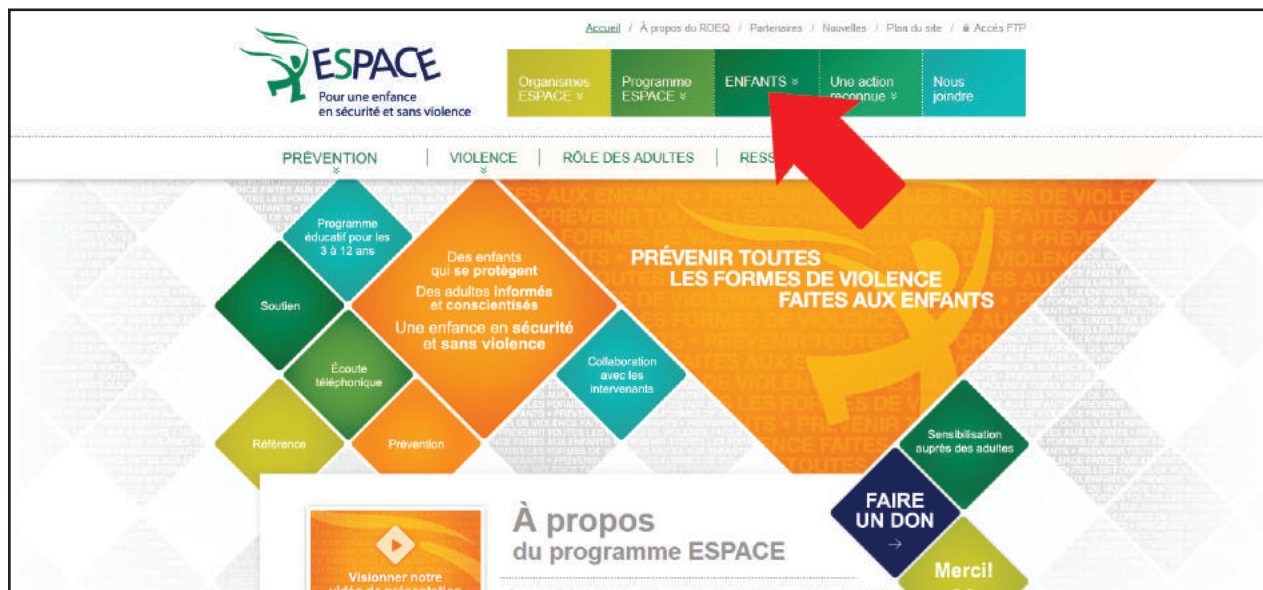 Accueil / À propos du ROEQ / Partenaires / Nouvelles / Plan du site / Accès FTP
ESPACE
Pour une enfance
en sécurité et sans violence
Organismes
ESPACE
Programme
ESPACE
ENFANTS
Une action
reconnue
Nous
joindre
PRÉVENTION | VIOLENCE | RÔLE DES ADULTES |
Programme
éducatif pour les
3 à 12 ans
Soutien
Écoute
téléphonique
Référence
Prévention
Des enfants
qui se protègent
Des adultes informés
et conscientisés
Une enfance en sécurité
et sans violence
Collaboration
avec les
intervenants
PRÉVENIR TOUTES
LES FORMES DE VIOLENCE
FAITES AUX ENFANTS
Sensibilisation
auprès des adultes
FAIRE
UN DON
→
Merci!
Visionner notre
vidéo de présentation
À propos
du programme ESPACE